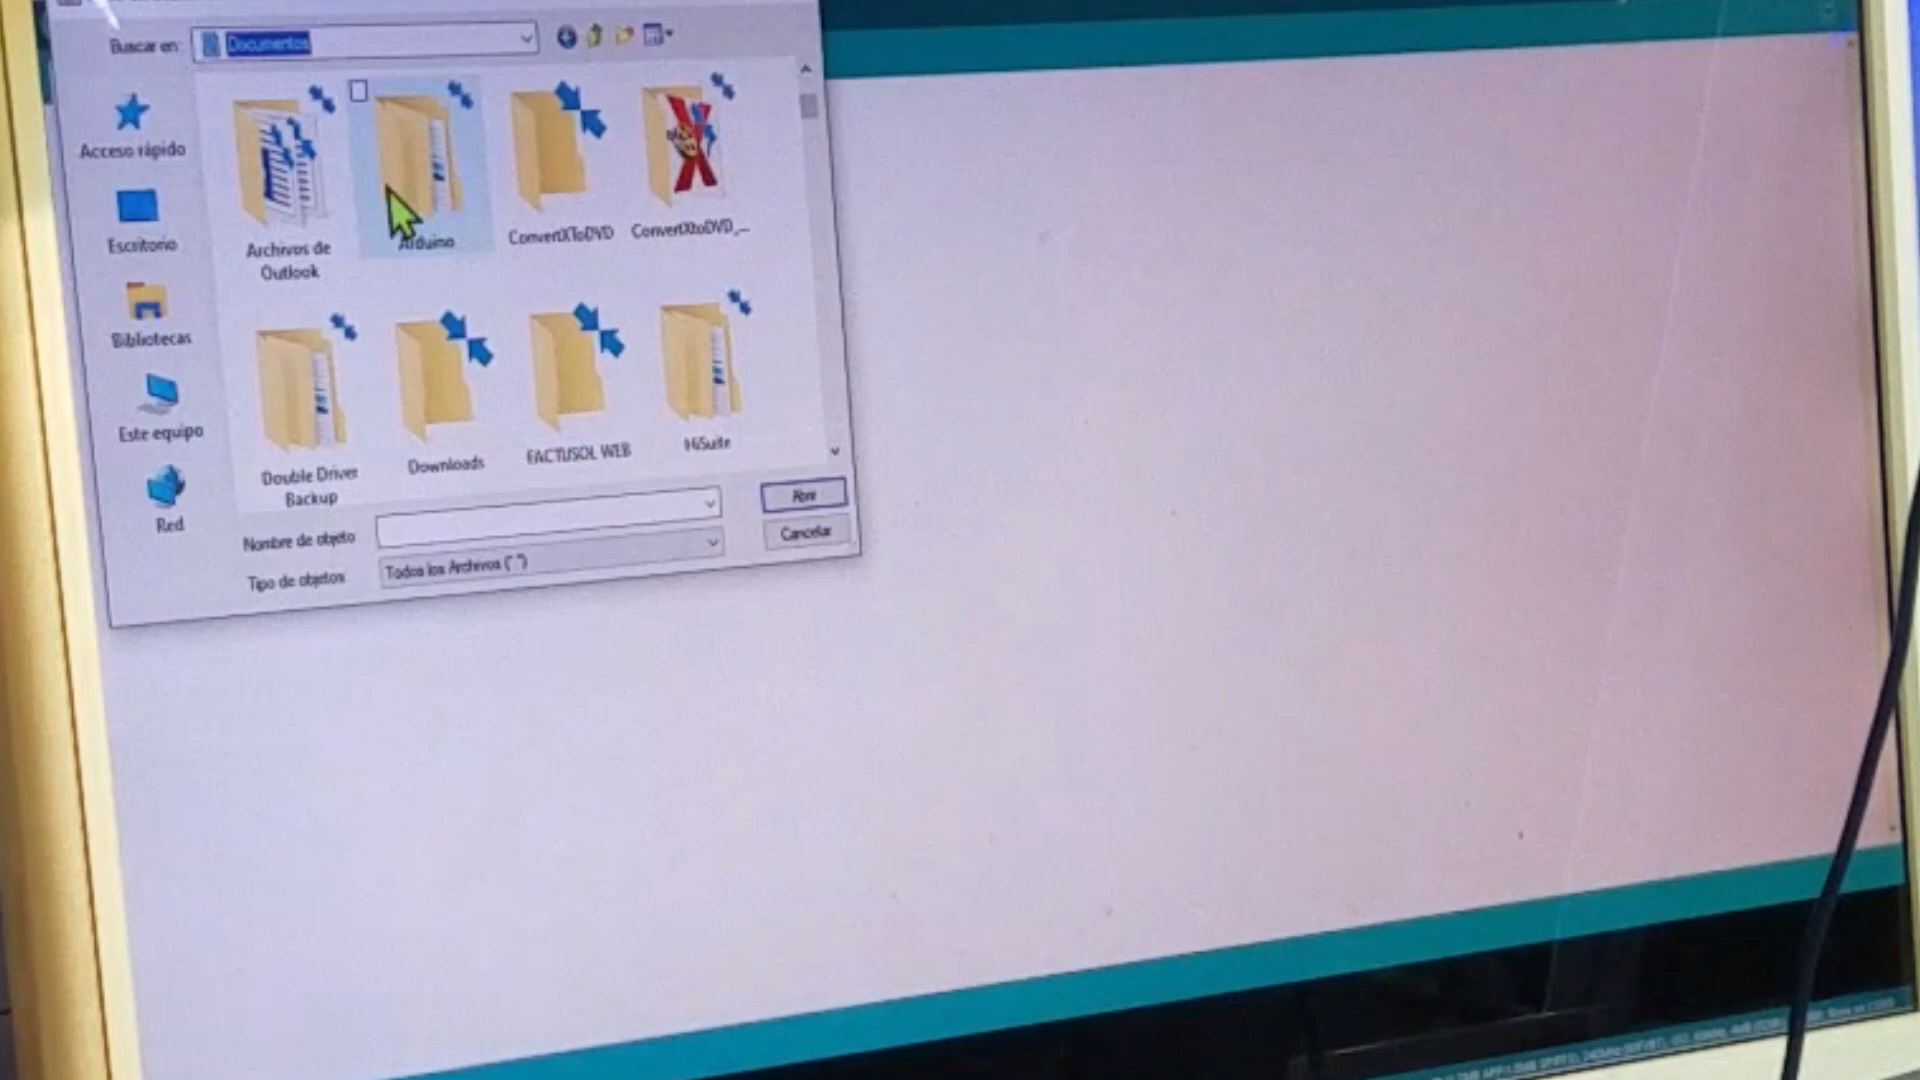 Buscar en:
Documentos
Acceso rápido
Escritorio
Bibliotecas
Este equipo
Red
Archivos de
Outlook
Arduino
ConvertXToDVD
ConvertXtoDVD_...
Double Driver
Backup
Downloads
FACTUSOL WEB
HiSuite
Nombre de objeto
Abrir
Tipo de objetos
Todos los Archivos (*.*)
Cancelar